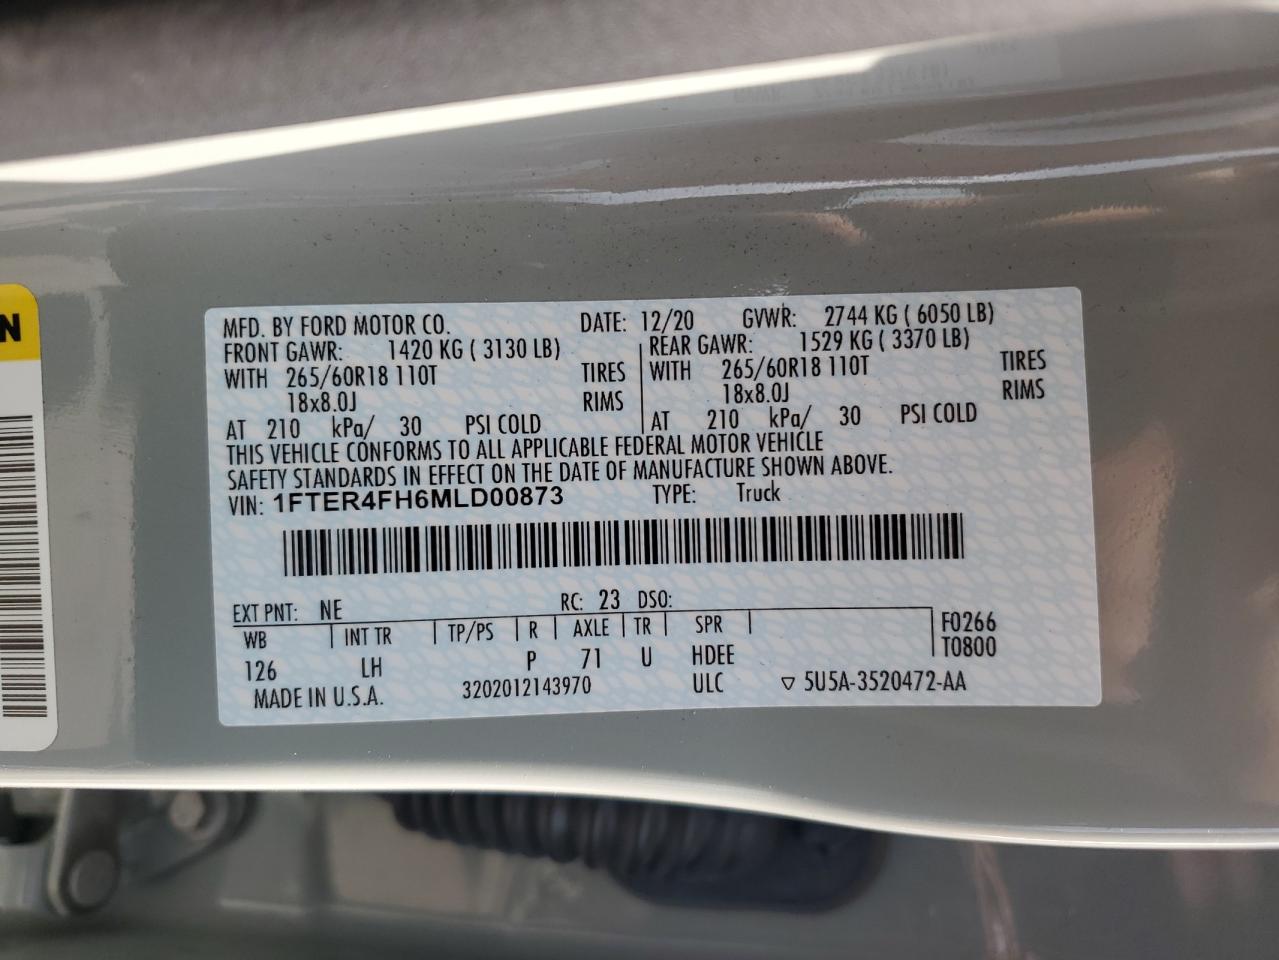 N
MFD. BY FORD MOTOR CO. DATE: 12/20 GVWR: 2744 KG ( 6050 LB)
FRONT GAWR: 1420 KG ( 3130 LB) REAR GAWR: 1529 KG ( 3370 LB)
WITH 265/60R18 110T TIRES WITH 265/60R18 110T TIRES
18x8.0J RIMS 18x8.0J RIMS
AT 210 kPa/ 30 PSI COLD AT 210 kPa/ 30 PSI COLD
THIS VEHICLE CONFORMS TO ALL APPLICABLE FEDERAL MOTOR VEHICLE
SAFETY STANDARDS IN EFFECT ON THE DATE OF MANUFACTURE SHOWN ABOVE.
VIN: 1FTER4FH6MLD00873 TYPE: Truck
EXT PNT: NE RC: 23 DSO:
WB INT TR TP/PS R AXLE TR SPR F0266
126 LH P 71 U HDEE T0800
MADE IN U.S.A. 3202012143970 ULC ▽ 5U5A-3520472-AA